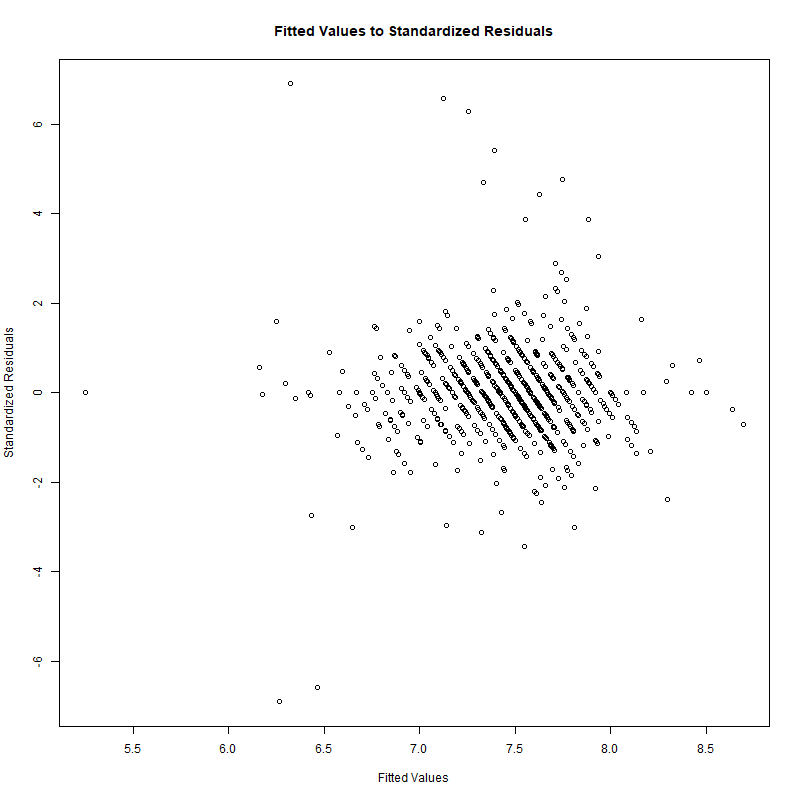 Fitted Values to Standardized Residuals
Standardized Residuals
6
4
2
0
-2
-4
-6
5.5 6.0 6.5 7.0 7.5 8.0 8.5
Fitted Values